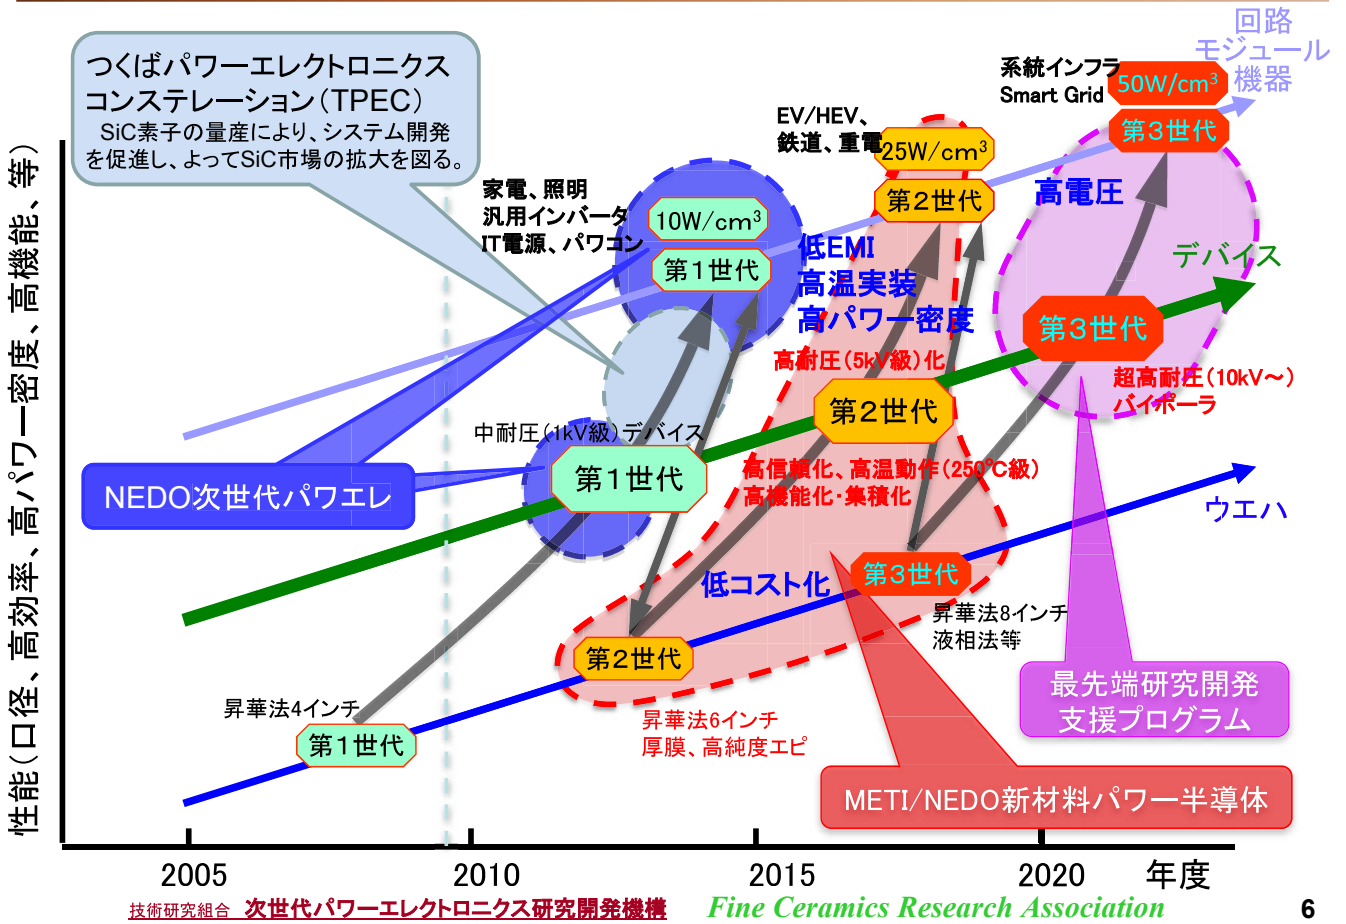 つくばパワーエレクトロニクス
コンステレーション(TPEC)
SiC素子の量産により、システム開発
を促進し、よってSiC市場の拡大を図る。
回路
モジュール
機器
系統インフラ
Smart Grid
50W/cm³
第3世代
EV/HEV、
鉄道、重電
25W/cm³
第2世代
家電、照明
汎用インバータ
IT電源、パワコン
10W/cm³
第1世代
高電圧
低EMI
高温実装
高パワー密度
デバイス
第3世代
高耐圧(5kV級)化
超高耐圧(10kV~)
バイポーラ
第2世代
中耐圧(1kV級)デバイス
第1世代
高信頼化、高温動作(250℃級)
高機能化・集積化
NEDO次世代パワエレ
ウエハ
低コスト化
第3世代
昇華法8インチ
液相法等
第2世代
昇華法6インチ
厚膜、高純度エピ
昇華法4インチ
第1世代
最先端研究開発
支援プログラム
METI/NEDO新材料パワー半導体
性能(口径、高効率、高パワー密度、高機能、等)
2005
2010
2015
2020
年度
技術研究組合 次世代パワーエレクトロニクス研究開発機構
Fine Ceramics Research Association
6